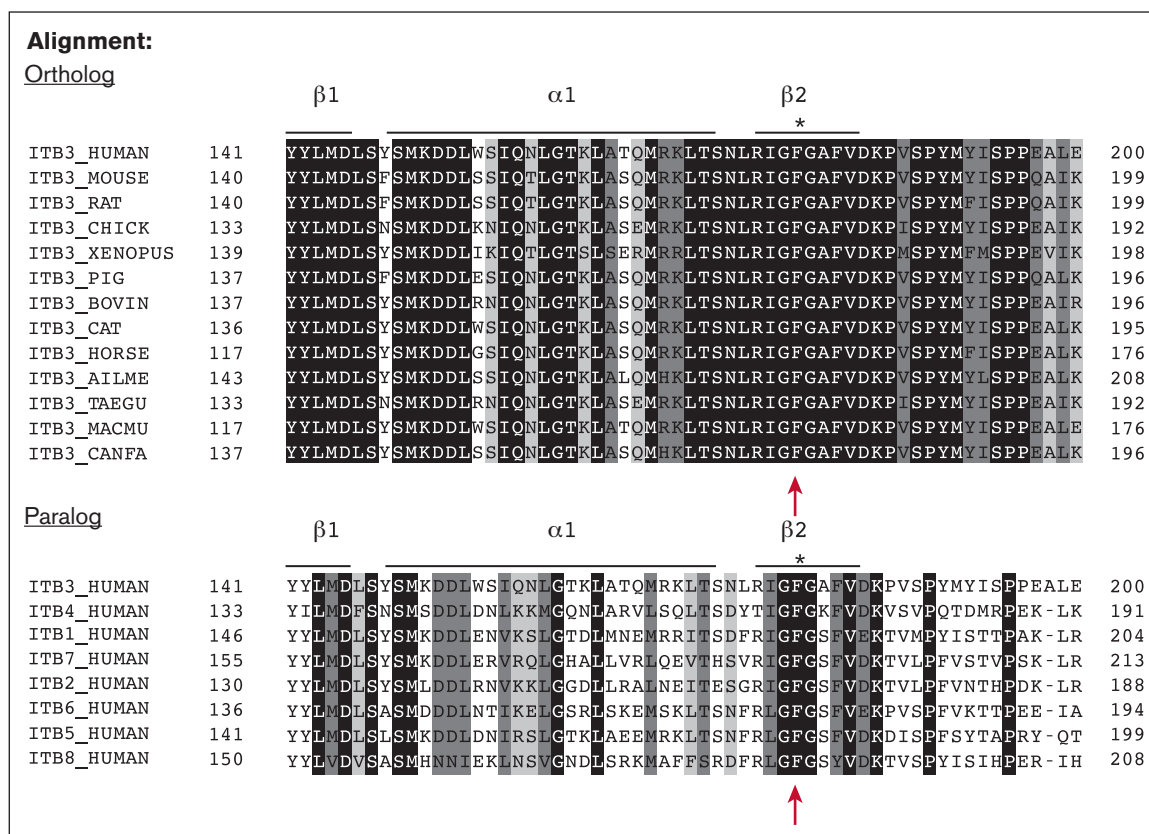 Alignment:
Ortholog
β1 α1 β2
*
ITB3_HUMAN 141 YYLMDLSYSMKDDLWSIQNLGTKLATQMRKLTSNLRIGFGAFVDKPVSPYMYISPPEALE 200
ITB3_MOUSE 140 YYLMDLSFSMKDDLSSIQTLGTKLASQMRKLTSNLRIGFGAFVDKPVSPYMYISPPQAIK 199
ITB3_RAT 140 YYLMDLSFSMKDDLSSIQTLGTKLASQMRKLTSNLRIGFGAFVDKPVSPYMFISPPQAIK 199
ITB3_CHICK 133 YYLMDLSNSMKDDLKNIQNLGTKLASEMRKLTSNLRIGFGAFVDKPISPYMYISPPEAIK 192
ITB3_XENOPUS 139 YYLMDLSYSMKDDLIKIQTLGTSLSERMRRLTSNLRIGFGAFVDKPMSPYMFMSPPEVIK 198
ITB3_PIG 137 YYLMDLSFSMKDDLESIQNLGTKLASQMRKLTSNLRIGFGAFVDKPVSPYMYISPPQALK 196
ITB3_BOVIN 137 YYLMDLSYSMKDDLRNIQNLGTKLASQMRKLTSNLRIGFGAFVDKPVSPYMYISPPEAIR 196
ITB3_CAT 136 YYLMDLSYSMKDDLWSIQNLGTKLASQMRKLTSNLRIGFGAFVDKPVSPYMYISPPEALK 195
ITB3_HORSE 117 YYLMDLSYSMKDDLGSIQNLGTKLASQMRKLTSNLRIGFGAFVDKPVSPYMFISPPEALK 176
ITB3_AILME 143 YYLMDLSYSMKDDLSSIQNLGTKLALQMHKLTSNLRIGFGAFVDKPVSPYMYLSPPEALK 208
ITB3_TAEGU 133 YYLMDLSNSMKDDLRNIQNLGTKLASEMRKLTSNLRIGFGAFVDKPISPYMYISPPEAIK 192
ITB3_MACMU 117 YYLMDLSYSMKDDLWSIQNLGTKLATQMRKLTSNLRIGFGAFVDKPVSPYMYISPPEALE 176
ITB3_CANFA 137 YYLMDLSYSMKDDLSSIQNLGTKLASQMHKLTSNLRIGFGAFVDKPVSPYMYISPPEALK 196
Paralog
β1 α1 β2
*
ITB3_HUMAN 141 YYLMDLSYSMKDDLWSIQNLGTKLATQMRKLTSNLRIGFGAFVDKPVSPYMYISPPEALE 200
ITB4_HUMAN 133 YILMDFSNSMSDDLDNLKKMGQNLARVLSQLTSDYTIGFGKFVDKVSVPQTDMRPEK-LK 191
ITB1_HUMAN 146 YYLMDLSYSMKDDLENVKSLGTDLMNEMRRITSDFRIGFGSFVEKTVMPYISTTPAK-LR 204
ITB7_HUMAN 155 YYLMDLSYSMKDDLERVRQLGHALLVRLQEVTHSVRIGFGSFVDKTVLPFVSTVPSK-LR 213
ITB2_HUMAN 130 YYLMDLSYSMLDDLRNVKKLGGDLLRALNEITESGRIGFGSFVDKTVLPFVNTHPDK-LR 188
ITB6_HUMAN 136 YYLMDLSASMDDDLNTIKELGSRLSKEMSKLTSNFRLGFGSFVEKPVSPFVKTTPEE-IA 194
ITB5_HUMAN 141 YYLMDLSLSMKDDLDNIRSLGTKLAEEMRKLTSNFRLGFGSFVDKDISPFSYTAPRY-QT 199
ITB8_HUMAN 150 YYLVDVSASMHNNIEKLNSVGNDLSRKMAFFSRDFRLGFGSYVDKTVSPYISIHPER-IH 208